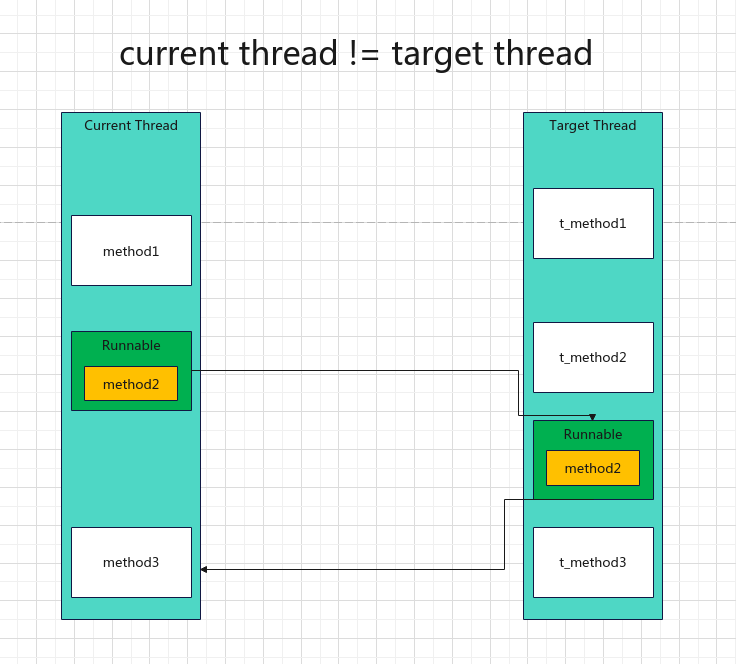 current thread != target thread
Current Thread
method1
Runnable
method2
method3
Target Thread
t_method1
t_method2
Runnable
method2
t_method3